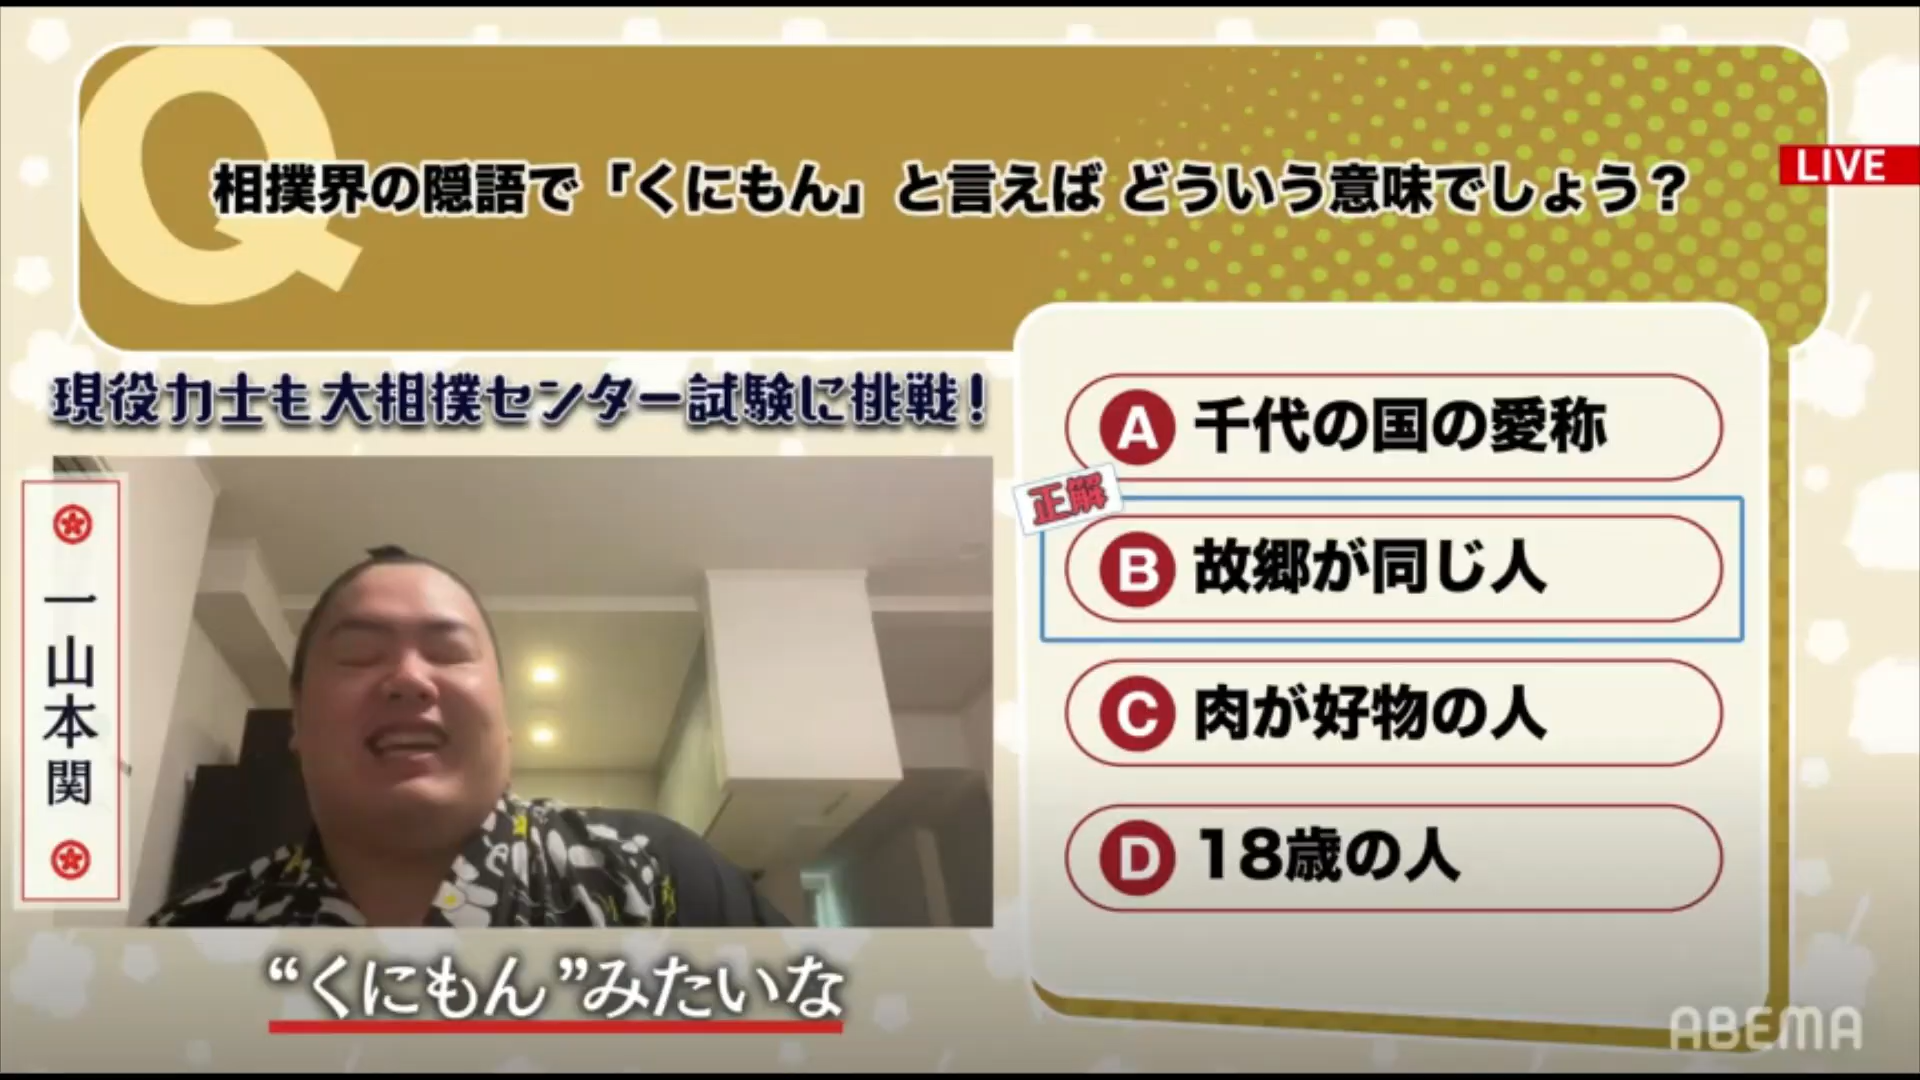 Q
相撲界の隠語で「くにもん」と言えば どういう意味でしょう？
LIVE
現役力士も大相撲センター試験に挑戦！
一山本関
A 千代の国の愛称
正解
B 故郷が同じ人
C 肉が好物の人
D 18歳の人
“くにもん”みたいな
ABEMA